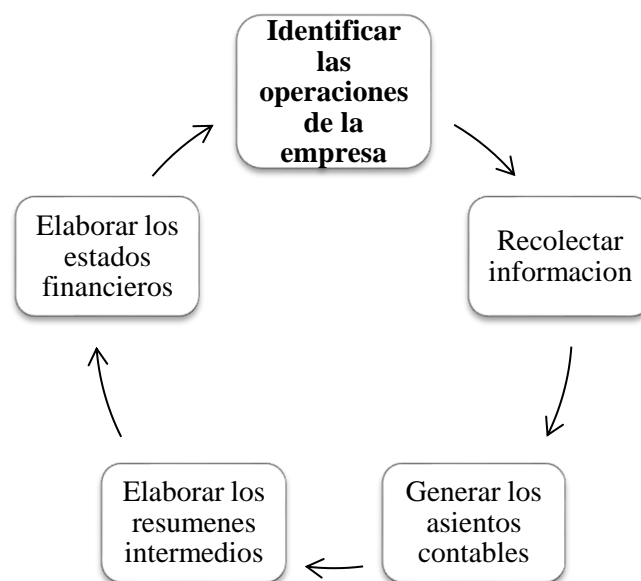 Identificar
las
operaciones
de la
empresa
Recolectar
informacion
Generar los
asientos
contables
Elaborar los
resumenes
intermedios
Elaborar los
estados
financieros